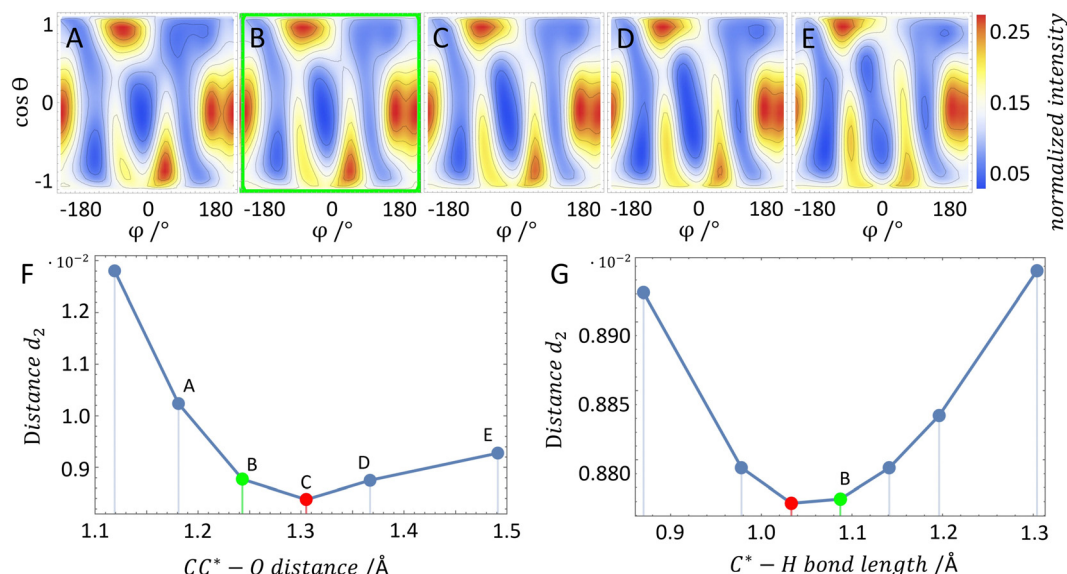 A B C D E
1
0
-1
cos θ
-180 0 180 -180 0 180 -180 0 180 -180 0 180 -180 0 180
φ /° φ /° φ /° φ /° φ /°
0.25
0.15
0.05
normalized intensity
F
· 10⁻²
1.2
1.1
1.0
0.9
Distance d₂
A
B
C
D
E
1.1 1.2 1.3 1.4 1.5
CC* − O distance /Å
G
· 10⁻²
0.890
0.885
0.880
Distance d₂
B
0.9 1.0 1.1 1.2 1.3
C* − H bond length /Å